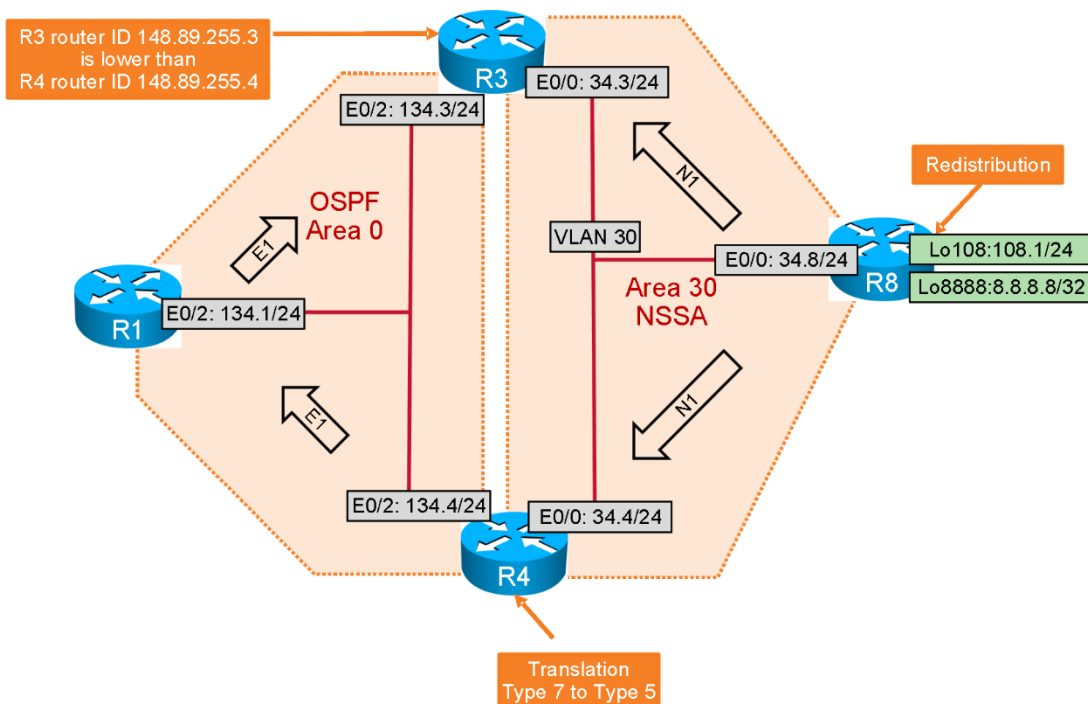 R3 router ID 148.89.255.3
is lower than
R4 router ID 148.89.255.4
R3
E0/0: 34.3/24
E0/2: 134.3/24
N1
Redistribution
OSPF
Area 0
E1
VLAN 30
E0/0: 34.8/24
R8
Lo108:108.1/24
Lo8888:8.8.8.8/32
Area 30
NSSA
R1
E0/2: 134.1/24
E1
N1
E0/2: 134.4/24
E0/0: 34.4/24
R4
Translation
Type 7 to Type 5